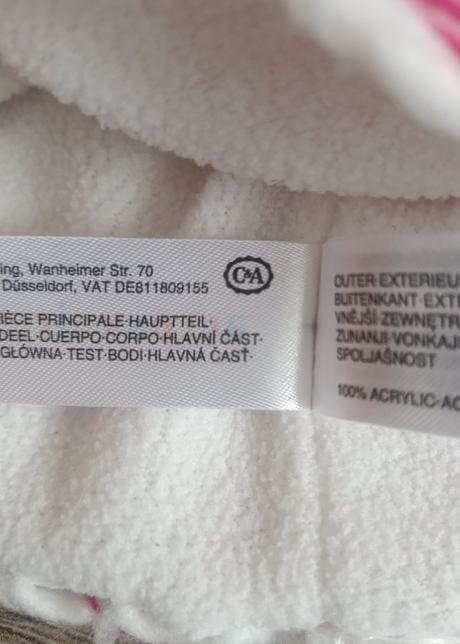 ing, Wanheimer Str. 70
Düsseldorf, VAT DE811809155
C&A
IÈCE PRINCIPALE·HAUPTTEIL·
DEEL·CUERPO·CORPO·HLAVNÍ ČÁST·
GŁÓWNA·TEST·BODI·HLAVNÁ ČASŤ·
OUTER·EXTERIEU
BUITENKANT·EXT
VNĚJŠÍ·ZEWNĘTR
ZUNANJI·VONKAJŠ
SPOLJAŠNOST
100% ACRYLIC·AC